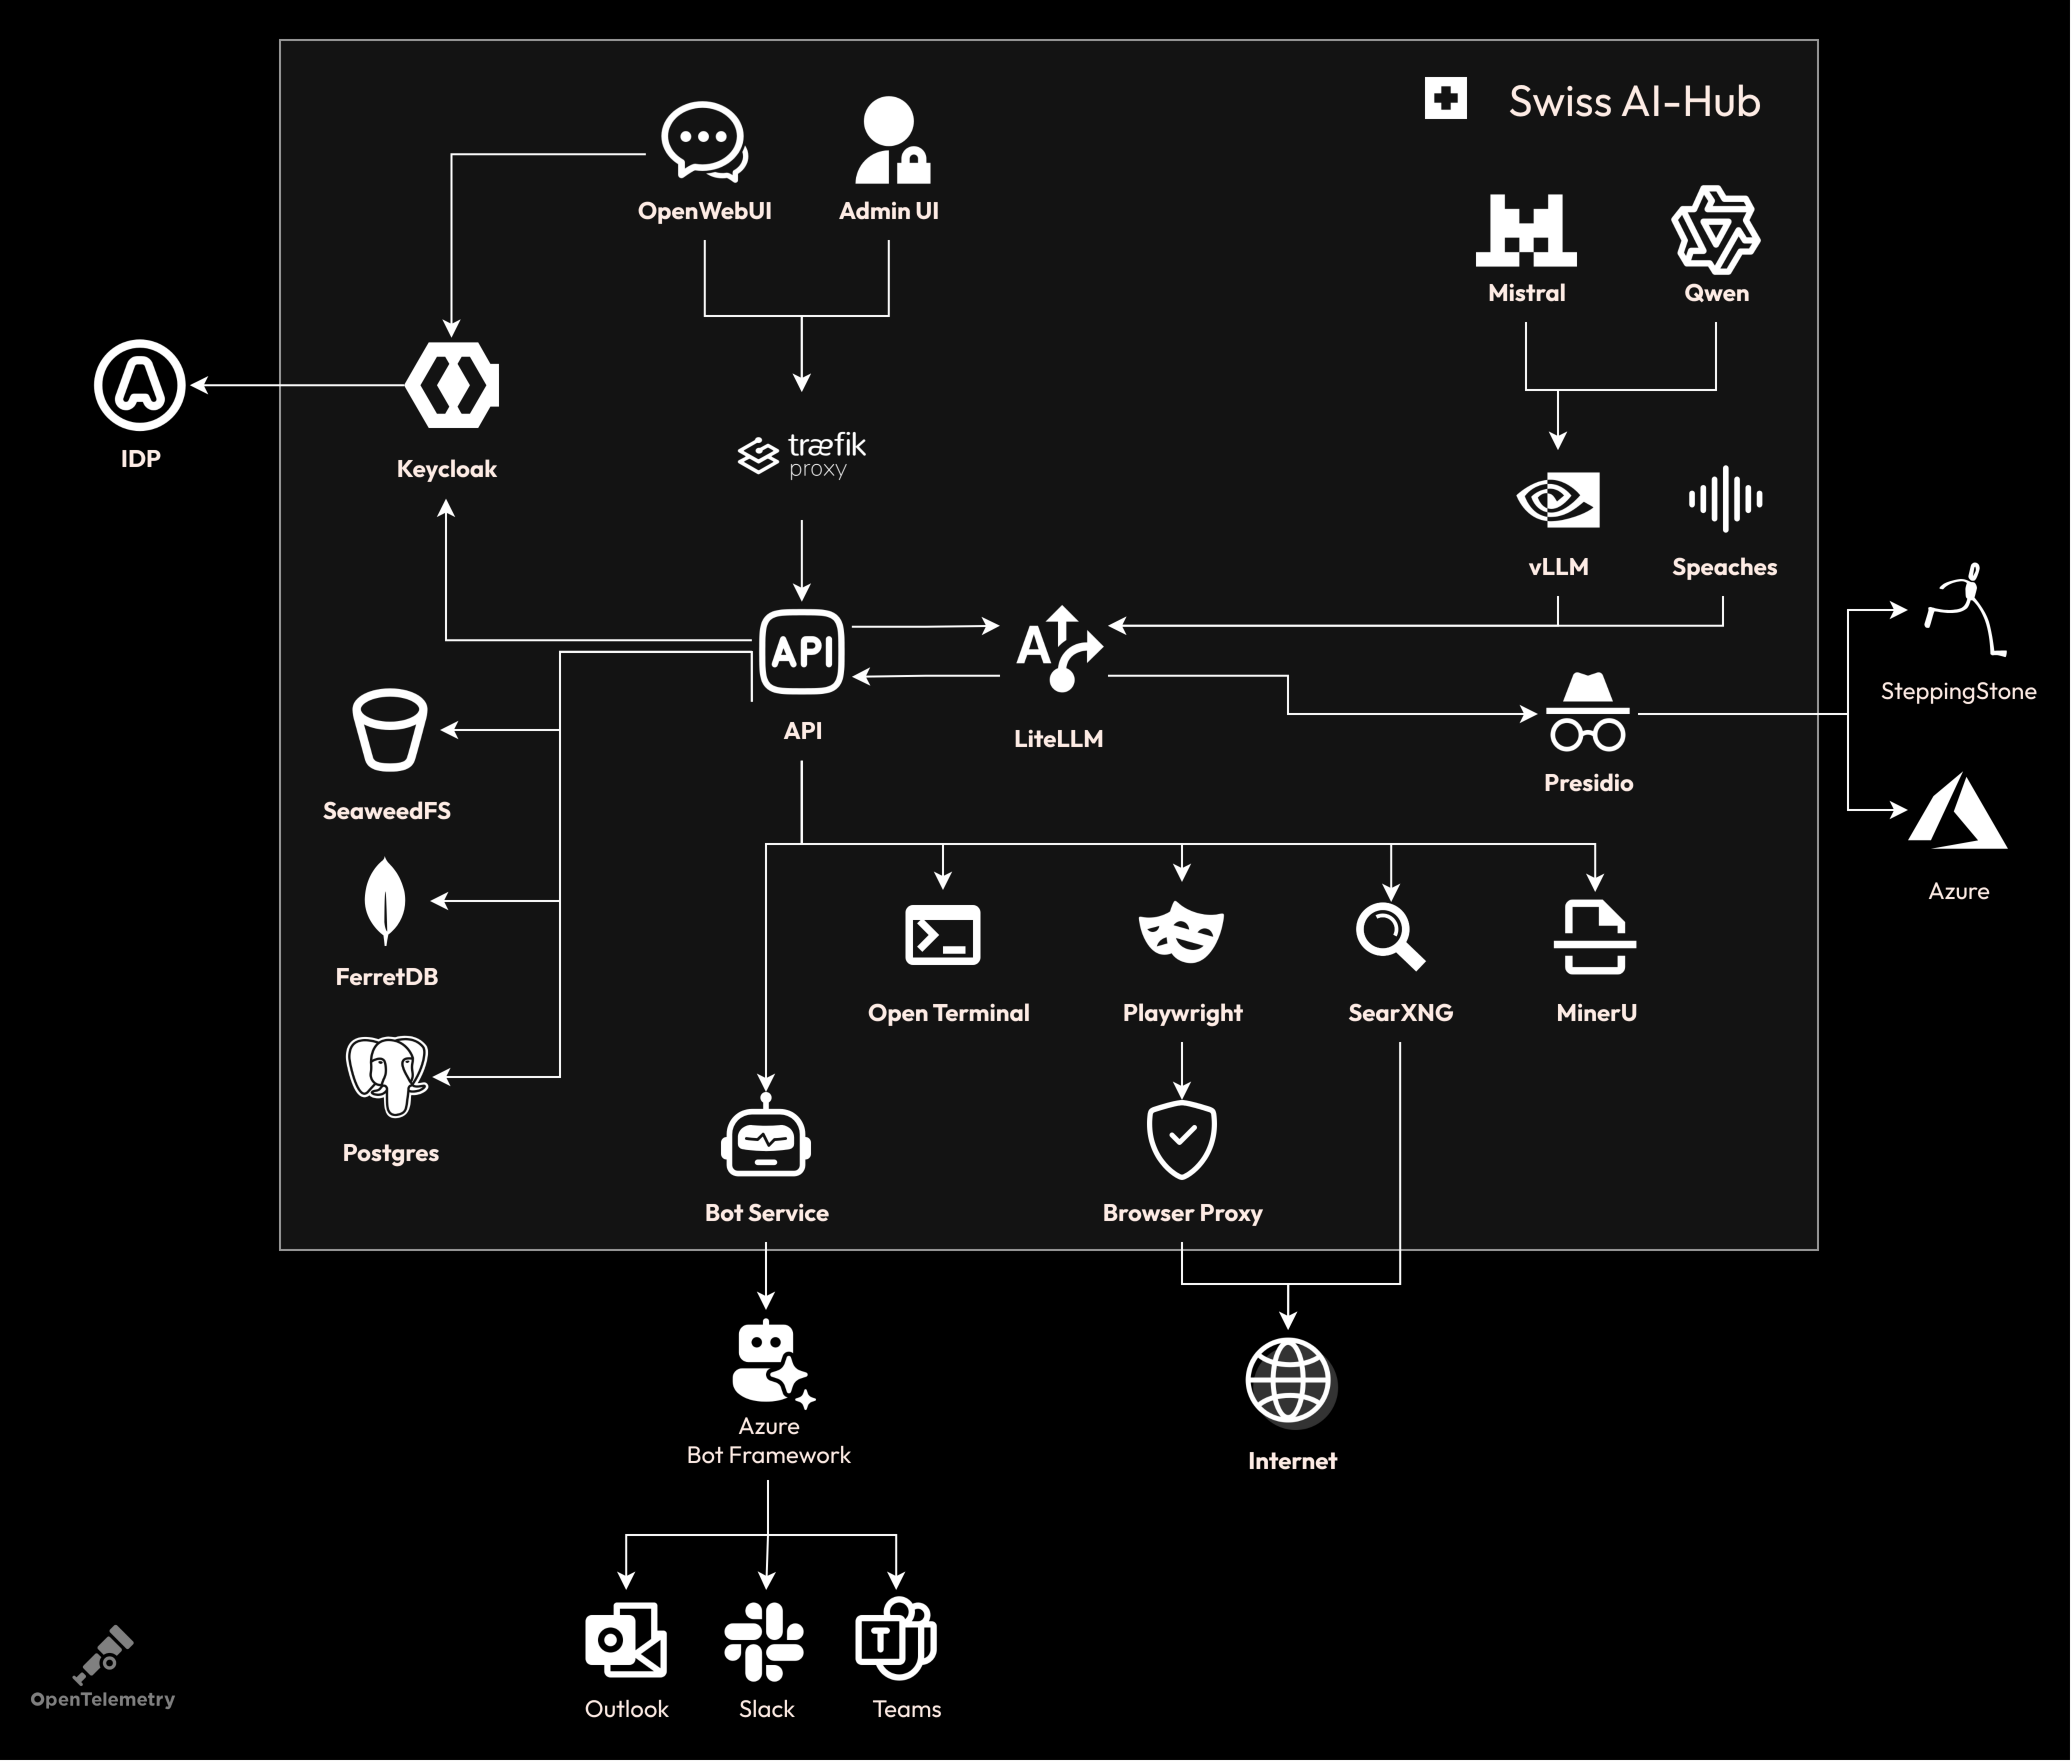 Swiss AI-Hub
OpenWebUI
Admin UI
Mistral
Qwen
IDP
Keycloak
træfik
proxy
vLLM
Speaches
A
API
API
LiteLLM
SteppingStone
Presidio
SeaweedFS
Azure
FerretDB
Open Terminal
Playwright
SearXNG
MinerU
Postgres
Bot Service
Browser Proxy
Azure
Bot Framework
Internet
T
OpenTelemetry
Outlook
Slack
Teams